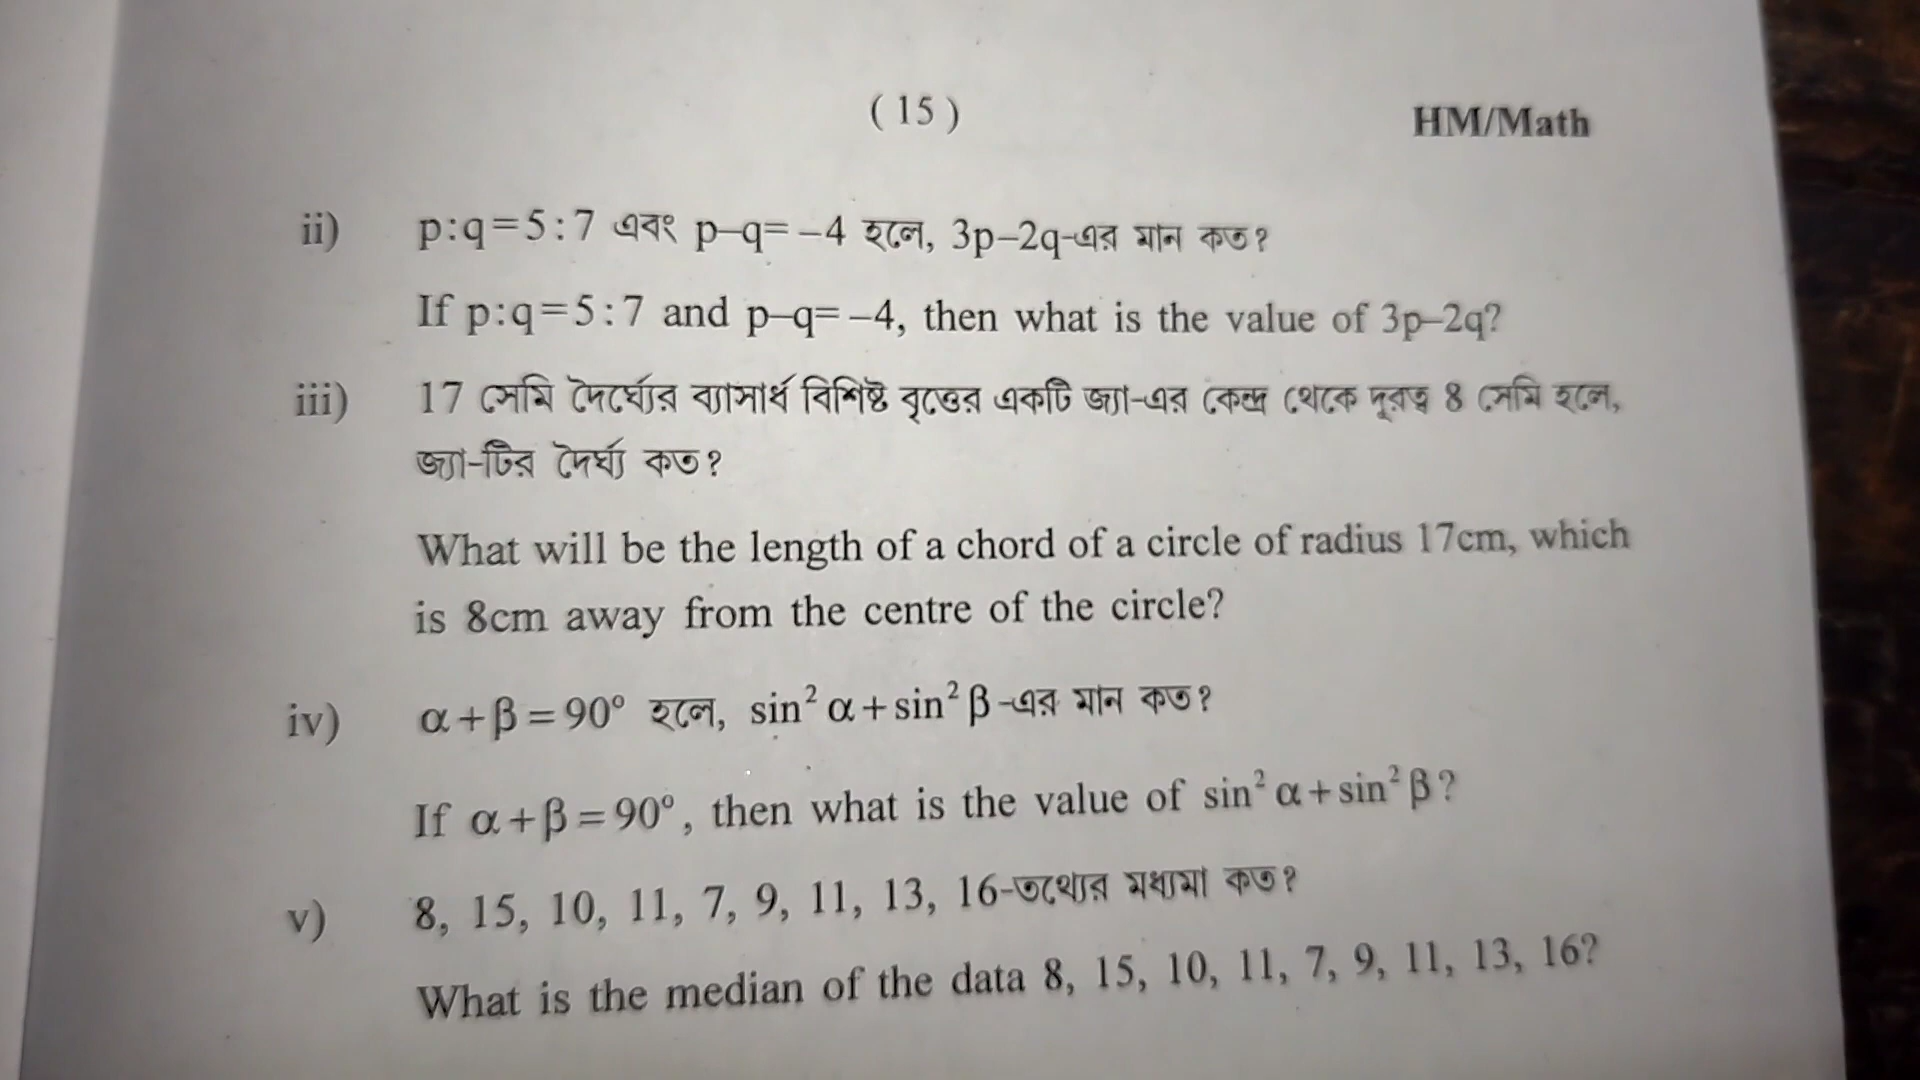 ( 15 )
HM/Math
ii) p:q=5:7 এবং p–q=–4 হলে, 3p–2q-এর মান কত?
If p:q=5:7 and p–q=–4, then what is the value of 3p–2q?
iii) 17 সেমি দৈর্ঘ্যের ব্যাসার্ধ বিশিষ্ট বৃত্তের একটি জ্যা-এর কেন্দ্র থেকে দূরত্ব 8 সেমি হলে,
জ্যা-টির দৈর্ঘ্য কত?
What will be the length of a chord of a circle of radius 17cm, which
is 8cm away from the centre of the circle?
iv) α+β=90° হলে, sin² α+sin² β-এর মান কত?
If α+β=90°, then what is the value of sin² α+sin² β?
v) 8, 15, 10, 11, 7, 9, 11, 13, 16-তথ্যের মধ্যমা কত?
What is the median of the data 8, 15, 10, 11, 7, 9, 11, 13, 16?